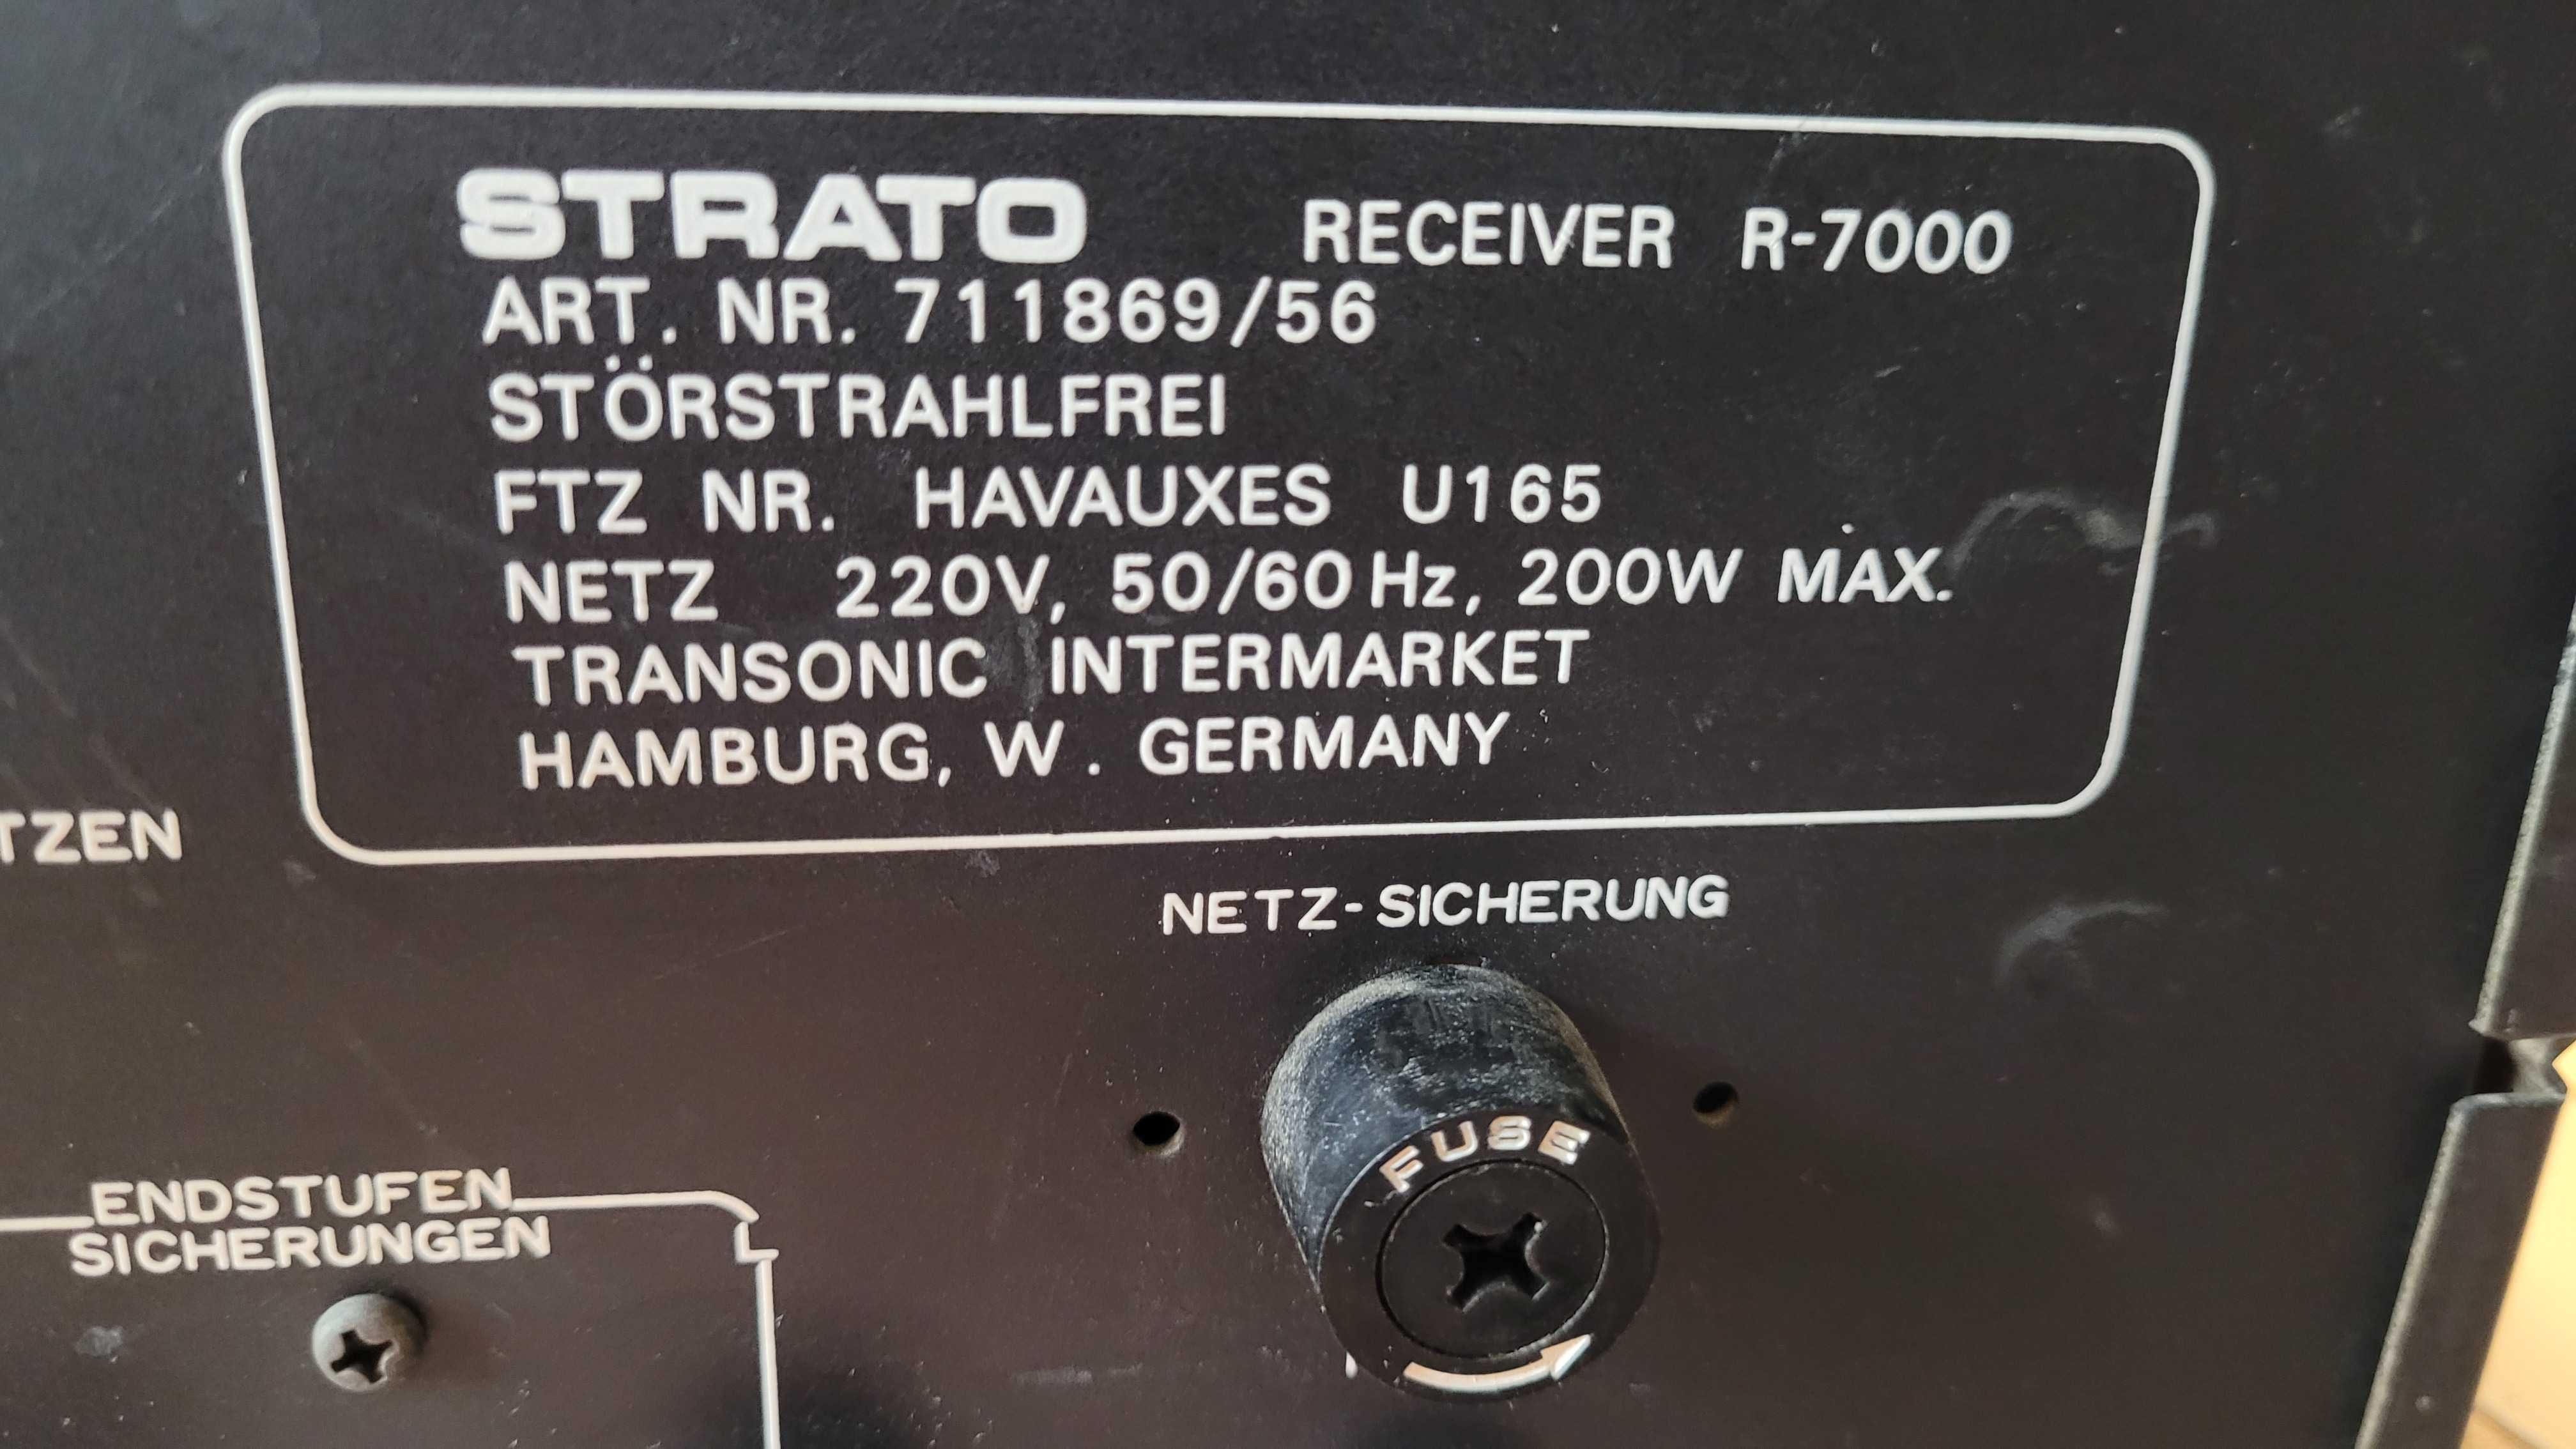 STRATO RECEIVER R-7000
ART. NR. 711869/56
STÖRSTRAHLFREI
FTZ NR. HAVAUXES U165
NETZ 220V, 50/60Hz, 200W MAX.
TRANSONIC INTERMARKET
HAMBURG, W. GERMANY
TZEN
NETZ-SICHERUNG
FUSE
ENDSTUFEN
SICHERUNGEN
L